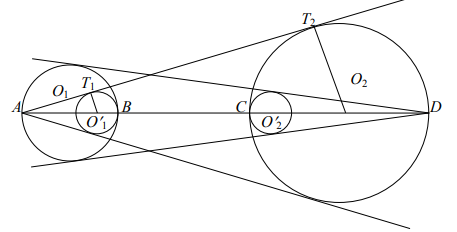 T₂
O₁ T₁ O₂
A O′₁ B C O′₂ D